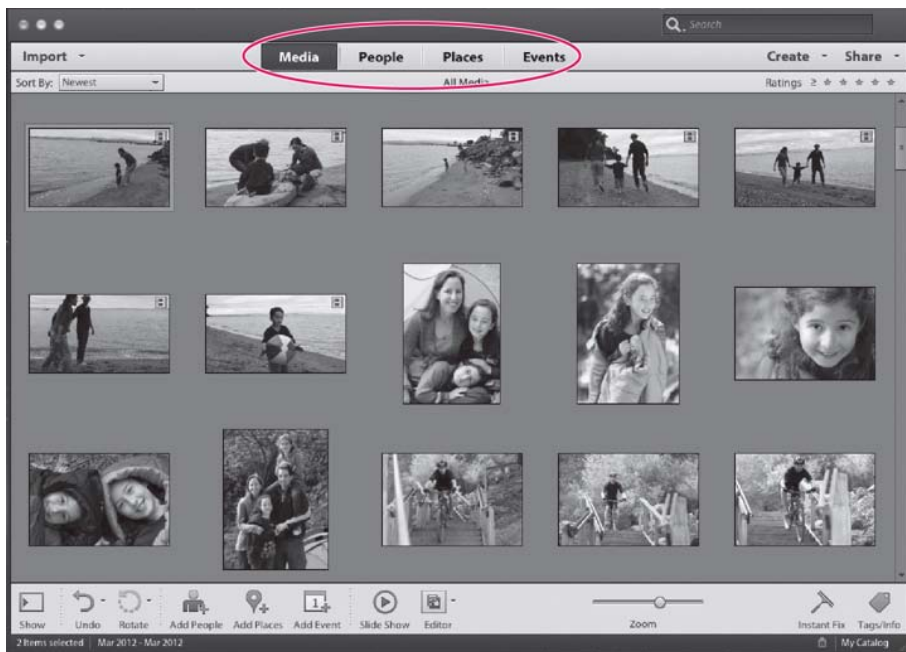 Search
Import
Media People Places Events
Create Share
Sort By: Newest
All Media
Ratings ≥
Show Undo Rotate Add People Add Places Add Event Slide Show Editor Zoom Instant Fix Tags/Info
2 Items selected Mar 2012 - Mar 2012 My Catalog